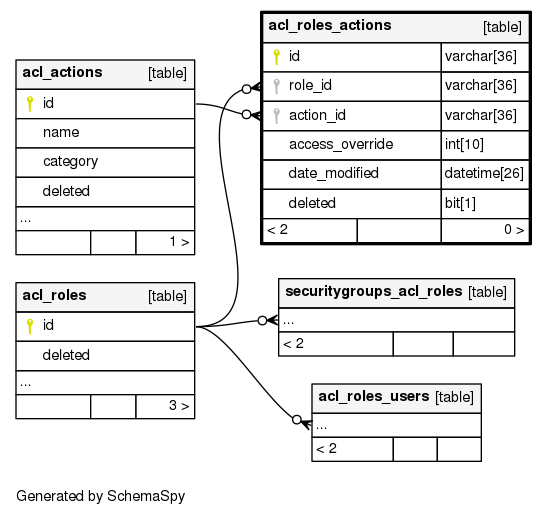 acl_roles_actions [table]
id varchar[36]
role_id varchar[36]
action_id varchar[36]
access_override int[10]
date_modified datetime[26]
deleted bit[1]
< 2 0 >
acl_actions [table]
id
name
category
deleted
...
1 >
acl_roles [table]
id
deleted
...
3 >
securitygroups_acl_roles [table]
...
< 2
acl_roles_users [table]
...
< 2
Generated by SchemaSpy